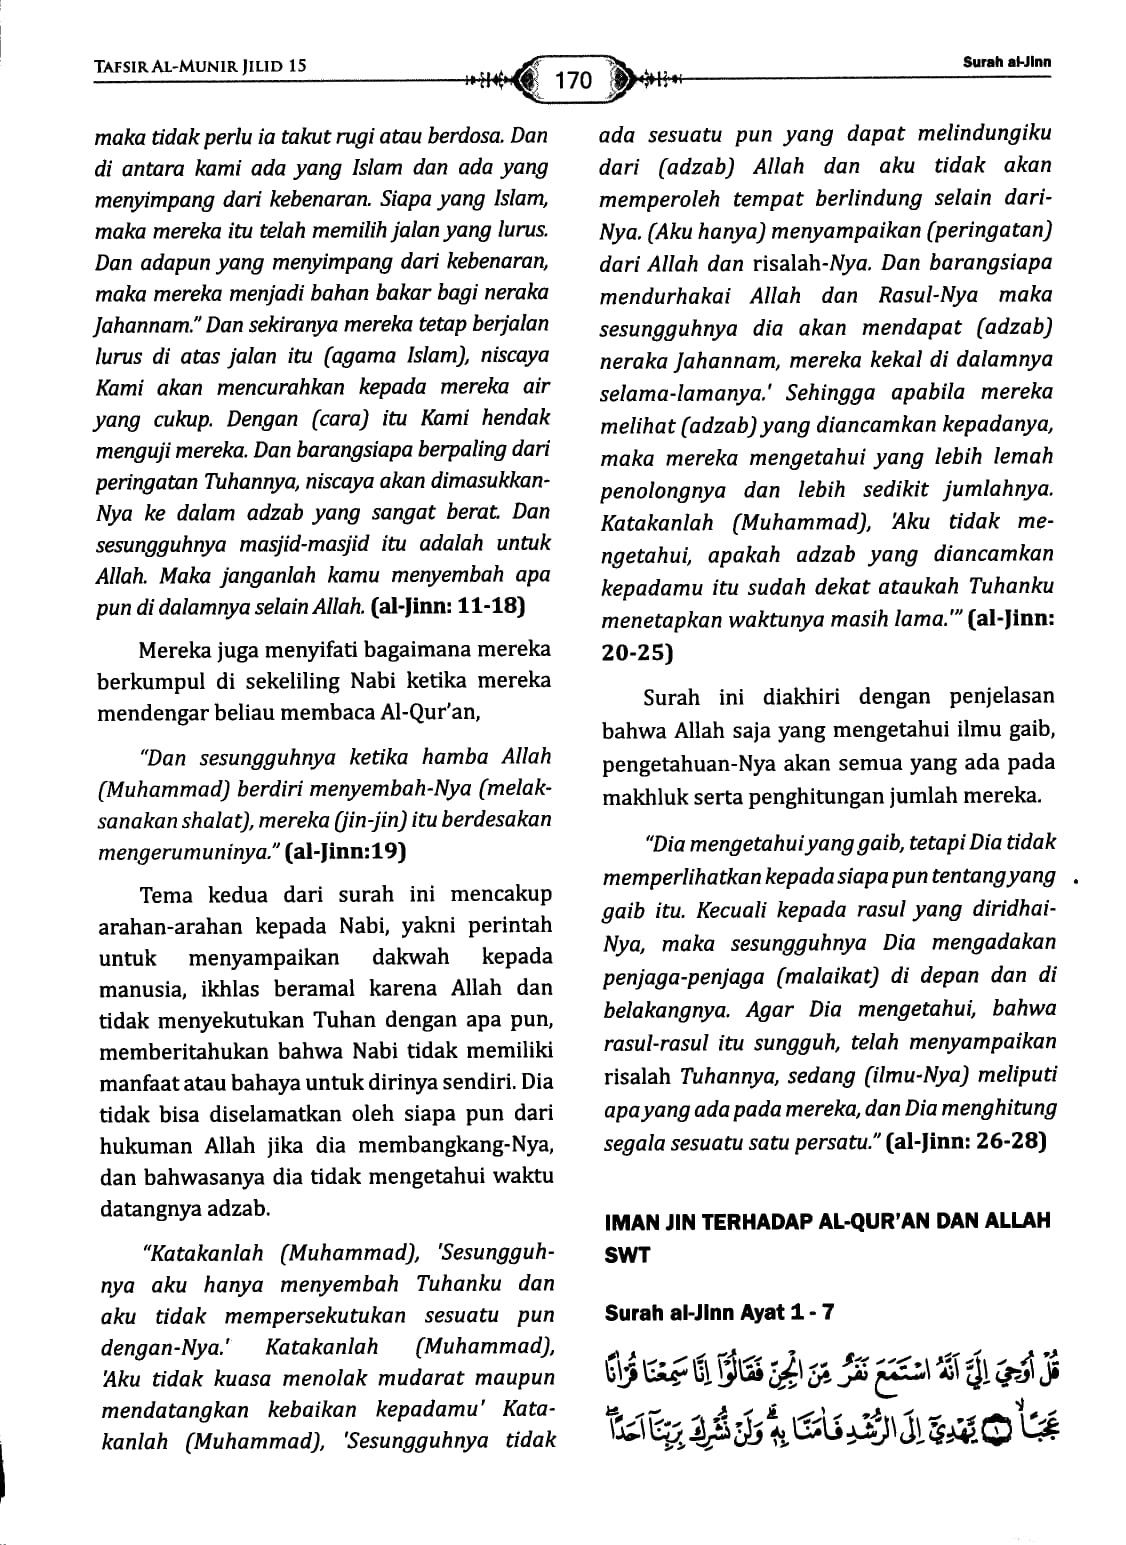 TAFSIR AL-MUNIR JILID 15
170
Surah al-Jinn
maka tidak perlu ia takut rugi atau berdosa. Dan
di antara kami ada yang Islam dan ada yang
menyimpang dari kebenaran. Siapa yang Islam,
maka mereka itu telah memilih jalan yang lurus.
Dan adapun yang menyimpang dari kebenaran,
maka mereka menjadi bahan bakar bagi neraka
Jahannam.” Dan sekiranya mereka tetap berjalan
lurus di atas jalan itu (agama Islam), niscaya
Kami akan mencurahkan kepada mereka air
yang cukup. Dengan (cara) itu Kami hendak
menguji mereka. Dan barangsiapa berpaling dari
peringatan Tuhannya, niscaya akan dimasukkan-
Nya ke dalam adzab yang sangat berat. Dan
sesungguhnya masjid-masjid itu adalah untuk
Allah. Maka janganlah kamu menyembah apa
pun di dalamnya selain Allah. (al-Jinn: 11-18)
Mereka juga menyifati bagaimana mereka
berkumpul di sekeliling Nabi ketika mereka
mendengar beliau membaca Al-Qur’an,
“Dan sesungguhnya ketika hamba Allah
(Muhammad) berdiri menyembah-Nya (melak-
sanakan shalat), mereka (jin-jin) itu berdesakan
mengerumuninya.” (al-Jinn:19)
Tema kedua dari surah ini mencakup
arahan-arahan kepada Nabi, yakni perintah
untuk menyampaikan dakwah kepada
manusia, ikhlas beramal karena Allah dan
tidak menyekutukan Tuhan dengan apa pun,
memberitahukan bahwa Nabi tidak memiliki
manfaat atau bahaya untuk dirinya sendiri. Dia
tidak bisa diselamatkan oleh siapa pun dari
hukuman Allah jika dia membangkang-Nya,
dan bahwasanya dia tidak mengetahui waktu
datangnya adzab.
“Katakanlah (Muhammad), 'Sesungguh-
nya aku hanya menyembah Tuhanku dan
aku tidak mempersekutukan sesuatu pun
dengan-Nya.' Katakanlah (Muhammad),
'Aku tidak kuasa menolak mudarat maupun
mendatangkan kebaikan kepadamu' Kata-
kanlah (Muhammad), 'Sesungguhnya tidak
ada sesuatu pun yang dapat melindungiku
dari (adzab) Allah dan aku tidak akan
memperoleh tempat berlindung selain dari-
Nya. (Aku hanya) menyampaikan (peringatan)
dari Allah dan risalah-Nya. Dan barangsiapa
mendurhakai Allah dan Rasul-Nya maka
sesungguhnya dia akan mendapat (adzab)
neraka Jahannam, mereka kekal di dalamnya
selama-lamanya.' Sehingga apabila mereka
melihat (adzab) yang diancamkan kepadanya,
maka mereka mengetahui yang lebih lemah
penolongnya dan lebih sedikit jumlahnya.
Katakanlah (Muhammad), 'Aku tidak me-
ngetahui, apakah adzab yang diancamkan
kepadamu itu sudah dekat ataukah Tuhanku
menetapkan waktunya masih lama.'” (al-Jinn:
20-25)
Surah ini diakhiri dengan penjelasan
bahwa Allah saja yang mengetahui ilmu gaib,
pengetahuan-Nya akan semua yang ada pada
makhluk serta penghitungan jumlah mereka.
“Dia mengetahui yang gaib, tetapi Dia tidak
memperlihatkan kepada siapa pun tentang yang
gaib itu. Kecuali kepada rasul yang diridhai-
Nya, maka sesungguhnya Dia mengadakan
penjaga-penjaga (malaikat) di depan dan di
belakangnya. Agar Dia mengetahui, bahwa
rasul-rasul itu sungguh, telah menyampaikan
risalah Tuhannya, sedang (ilmu-Nya) meliputi
apa yang ada pada mereka, dan Dia menghitung
segala sesuatu satu persatu.” (al-Jinn: 26-28)
IMAN JIN TERHADAP AL-QUR’AN DAN ALLAH
SWT
Surah al-Jinn Ayat 1 - 7
قُلْ اُوْحِيَ اِلَيَّ اَنَّهُ اسْتَمَعَ نَفَرٌ مِّنَ الْجِنِّ فَقَالُوْٓا اِنَّا سَمِعْنَا قُرْاٰنًا
عَجَبًاۙ ١ يَّهْدِيْٓ اِلَى الرُّشْدِ فَاٰمَنَّا بِهٖۗ وَلَنْ نُّشْرِكَ بِرَبِّنَآ اَحَدًاۖ